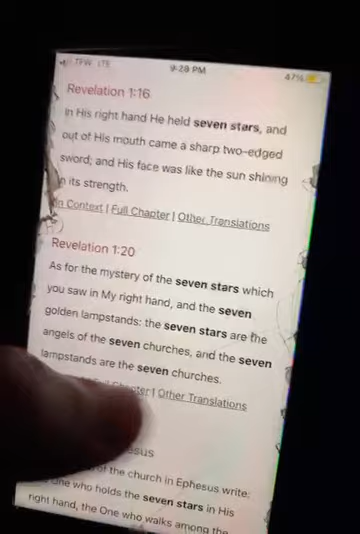 TFW LTE 9:29 PM 47%
Revelation 1:16
In His right hand He held seven stars, and
out of His mouth came a sharp two-edged
sword; and His face was like the sun shining
in its strength.
In Context | Full Chapter | Other Translations
Revelation 1:20
As for the mystery of the seven stars which
you saw in My right hand, and the seven
golden lampstands: the seven stars are the
angels of the seven churches, and the seven
lampstands are the seven churches.
Full Chapter | Other Translations
of the church in Ephesus write:
One who holds the seven stars in His
right hand, the One who walks among the